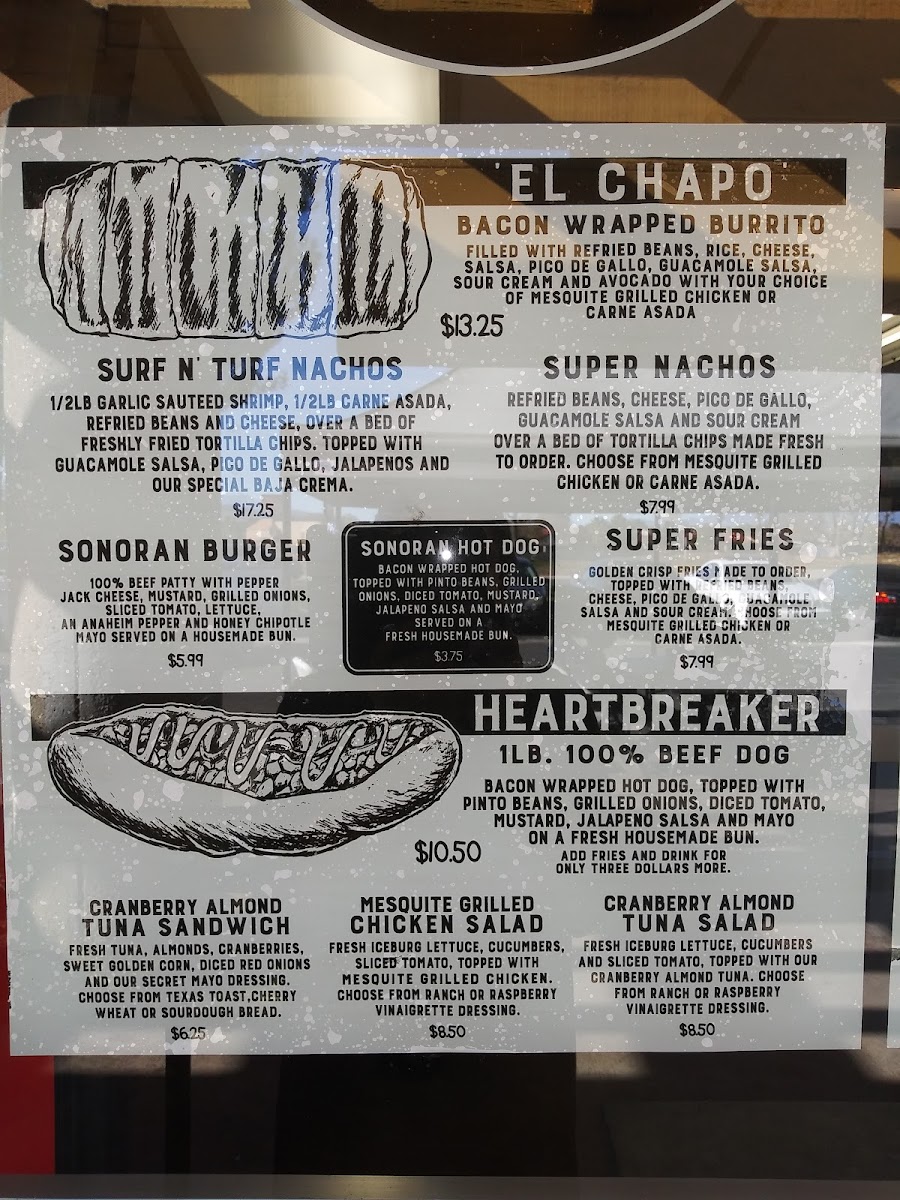 'EL CHAPO'
BACON WRAPPED BURRITO
FILLED WITH REFRIED BEANS, RICE, CHEESE,
SALSA, PICO DE GALLO, GUACAMOLE SALSA,
SOUR CREAM AND AVOCADO WITH YOUR CHOICE
OF MESQUITE GRILLED CHICKEN OR
CARNE ASADA
$13.25
SURF N' TURF NACHOS
1/2LB GARLIC SAUTEED SHRIMP, 1/2LB CARNE ASADA,
REFRIED BEANS AND CHEESE, OVER A BED OF
FRESHLY FRIED TORTILLA CHIPS. TOPPED WITH
GUACAMOLE SALSA, PICO DE GALLO, JALAPENOS AND
OUR SPECIAL BAJA CREMA.
$17.25
SUPER NACHOS
REFRIED BEANS, CHEESE, PICO DE GALLO,
GUACAMOLE SALSA AND SOUR CREAM
OVER A BED OF TORTILLA CHIPS MADE FRESH
TO ORDER. CHOOSE FROM MESQUITE GRILLED
CHICKEN OR CARNE ASADA.
$7.99
SONORAN BURGER
100% BEEF PATTY WITH PEPPER
JACK CHEESE, MUSTARD, GRILLED ONIONS,
SLICED TOMATO, LETTUCE,
AN ANAHEIM PEPPER AND HONEY CHIPOTLE
MAYO SERVED ON A HOUSEMADE BUN.
$5.99
SONORAN HOT DOG
BACON WRAPPED HOT DOG,
TOPPED WITH PINTO BEANS, GRILLED
ONIONS, DICED TOMATO, MUSTARD,
JALAPENO SALSA AND MAYO
SERVED ON A
FRESH HOUSEMADE BUN.
$3.75
SUPER FRIES
GOLDEN CRISP FRIES MADE TO ORDER,
TOPPED WITH REFRIED BEANS,
CHEESE, PICO DE GALLO, GUACAMOLE
SALSA AND SOUR CREAM. CHOOSE FROM
MESQUITE GRILLED CHICKEN OR
CARNE ASADA.
$7.99
HEARTBREAKER
1LB. 100% BEEF DOG
BACON WRAPPED HOT DOG, TOPPED WITH
PINTO BEANS, GRILLED ONIONS, DICED TOMATO,
MUSTARD, JALAPENO SALSA AND MAYO
ON A FRESH HOUSEMADE BUN.
$10.50
ADD FRIES AND DRINK FOR
ONLY THREE DOLLARS MORE.
CRANBERRY ALMOND
TUNA SANDWICH
FRESH TUNA, ALMONDS, CRANBERRIES,
SWEET GOLDEN CORN, DICED RED ONIONS
AND OUR SECRET MAYO DRESSING.
CHOOSE FROM TEXAS TOAST,CHERRY
WHEAT OR SOURDOUGH BREAD.
$6.25
MESQUITE GRILLED
CHICKEN SALAD
FRESH ICEBURG LETTUCE, CUCUMBERS,
SLICED TOMATO, TOPPED WITH
MESQUITE GRILLED CHICKEN.
CHOOSE FROM RANCH OR RASPBERRY
VINAIGRETTE DRESSING.
$8.50
CRANBERRY ALMOND
TUNA SALAD
FRESH ICEBURG LETTUCE, CUCUMBERS
AND SLICED TOMATO, TOPPED WITH OUR
CRANBERRY ALMOND TUNA. CHOOSE
FROM RANCH OR RASPBERRY
VINAIGRETTE DRESSING.
$8.50